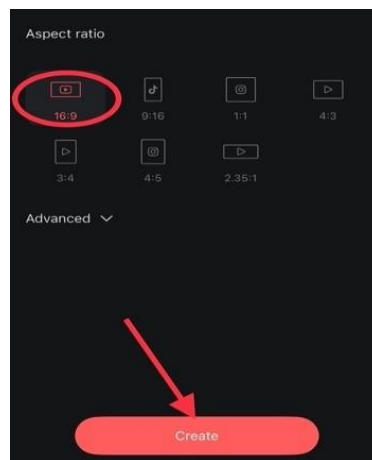 Aspect ratio
16:9 9:16 1:1 4:3
3:4 4:5 2.35:1
Advanced
Create